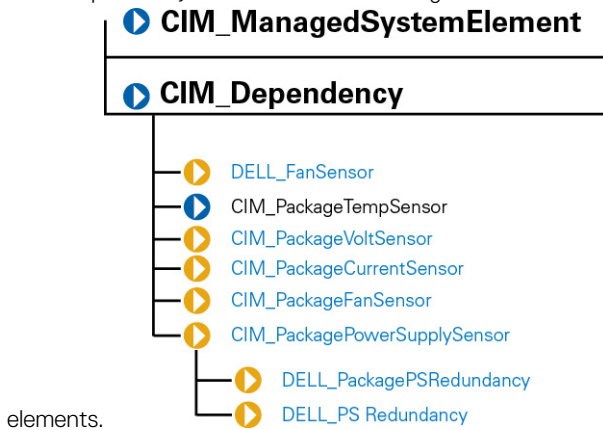 CIM_ManagedSystemElement
CIM_Dependency
DELL_FanSensor
CIM_PackageTempSensor
CIM_PackageVoltSensor
CIM_PackageCurrentSensor
CIM_PackageFanSensor
CIM_PackagePowerSupplySensor
DELL_PackagePSRedundancy
DELL_PS Redundancy
elements.